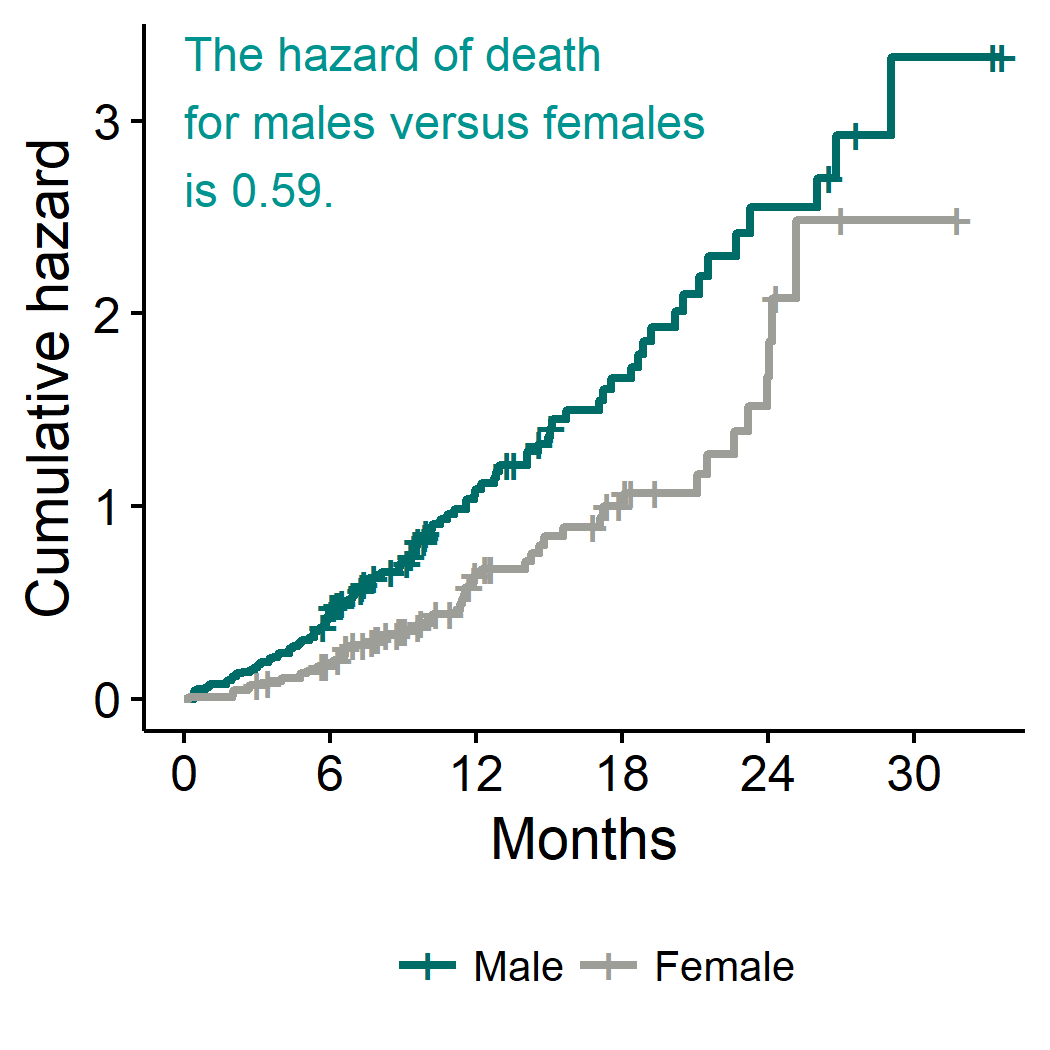 The hazard of death
for males versus females
is 0.59.
Cumulative hazard
3
2
1
0
0 6 12 18 24 30
Months
Male Female